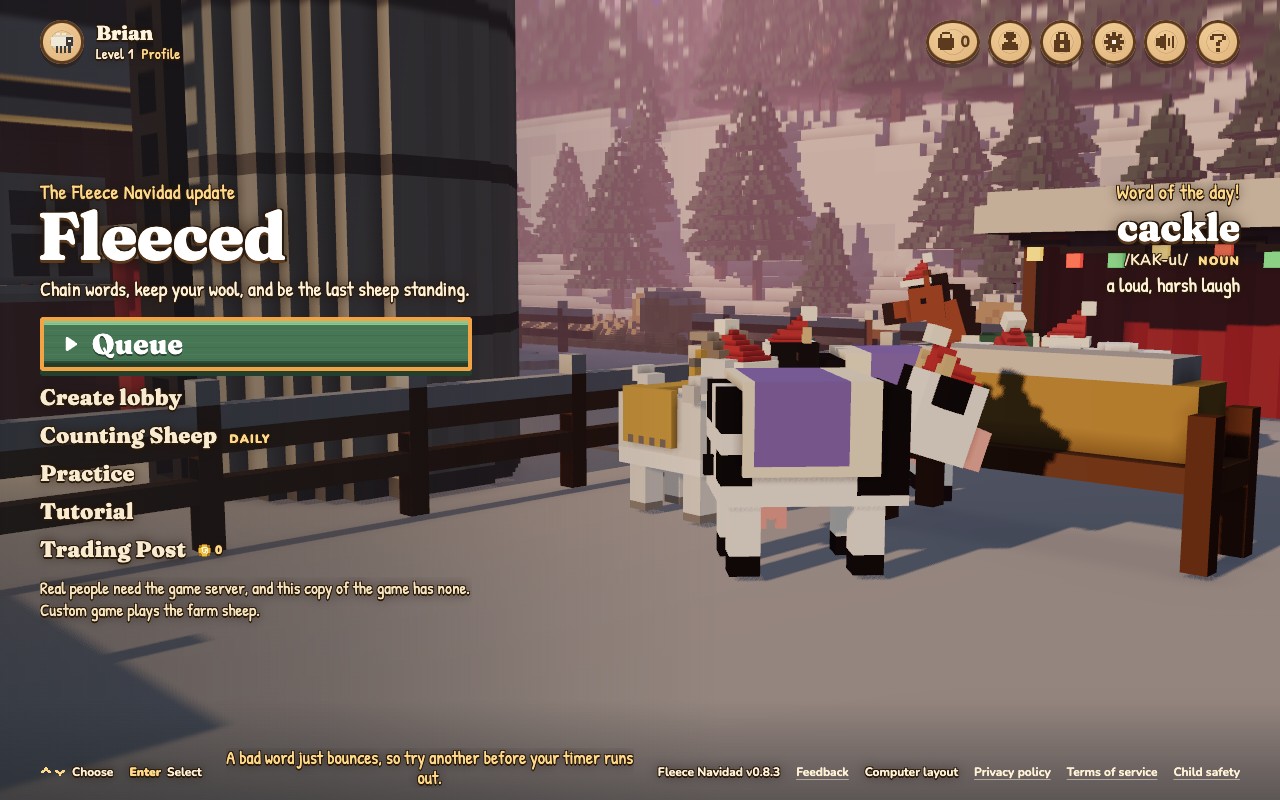 Brian
Level 1 Profile
0
The Fleece Navidad update
Fleeced
Chain words, keep your wool, and be the last sheep standing.
Queue
Create lobby
Counting Sheep DAILY
Practice
Tutorial
Trading Post 0
Real people need the game server, and this copy of the game has none.
Custom game plays the farm sheep.
Word of the day!
cackle
/KAK-ul/ NOUN
a loud, harsh laugh
Choose Enter Select
A bad word just bounces, so try another before your timer runs
out.
Fleece Navidad v0.8.3 Feedback Computer layout Privacy policy Terms of service Child safety